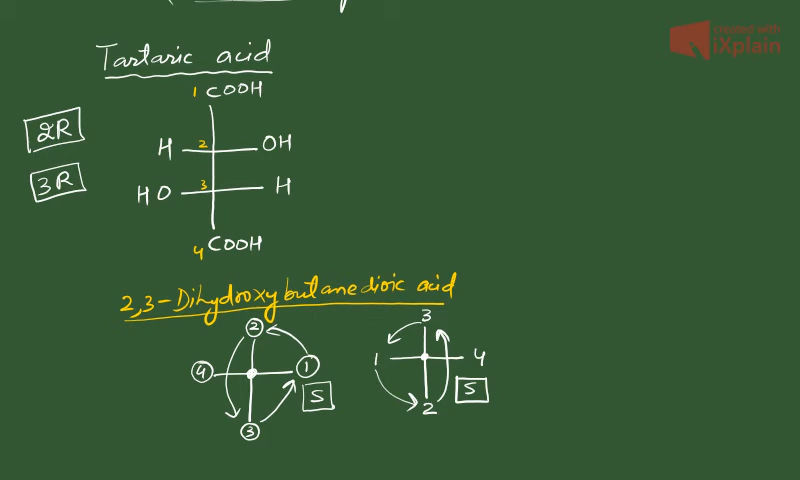 created with
iXplain
Tartaric acid
1 COOH
2R
H 2 OH
3R
HO 3 H
4 COOH
2,3-Dihydroxybutanedioic acid
2
4 1
S
3
3
1 4
S
2